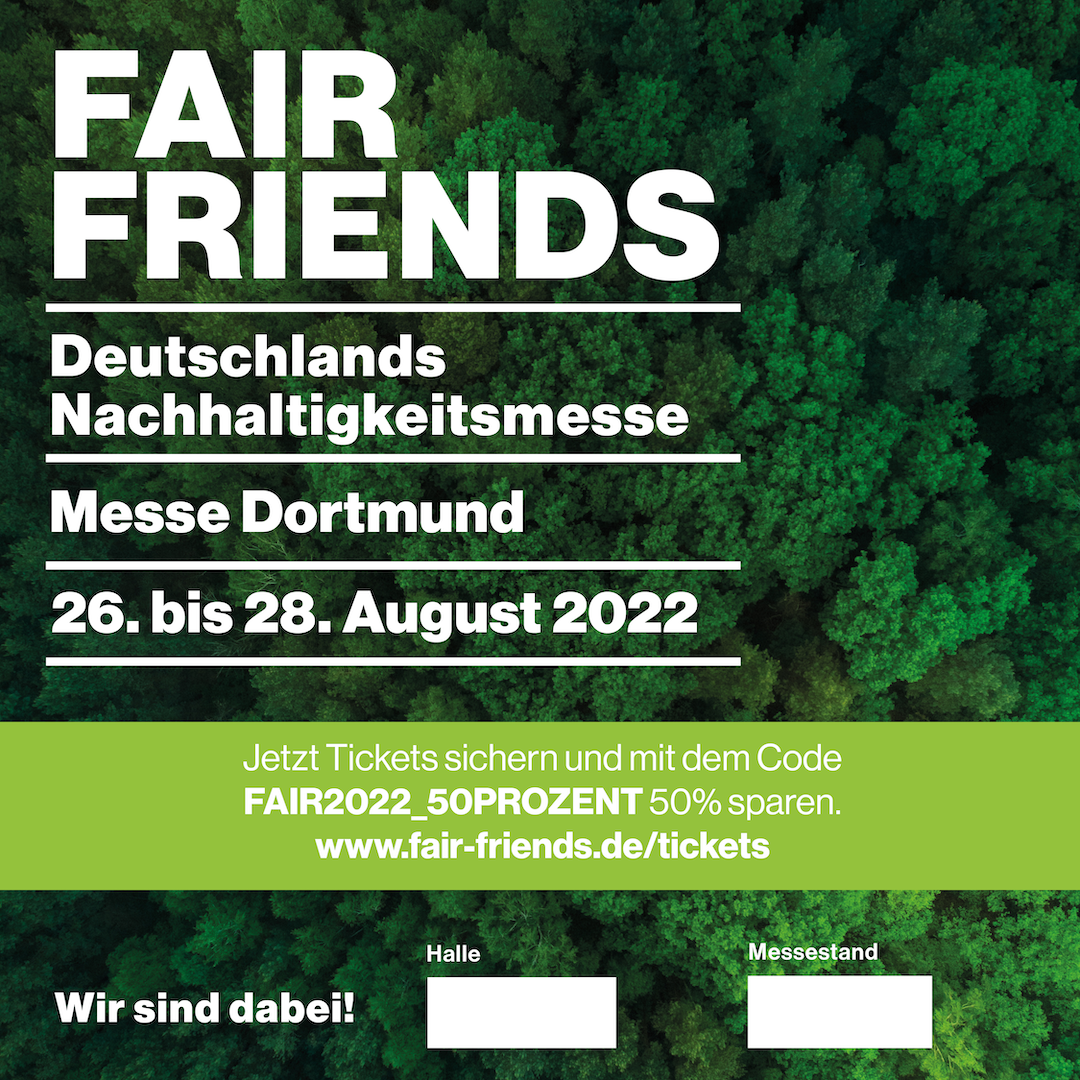 FAIR
FRIENDS
Deutschlands
Nachhaltigkeitsmesse
Messe Dortmund
26. bis 28. August 2022
Jetzt Tickets sichern und mit dem Code
FAIR2022_50PROZENT 50% sparen.
www.fair-friends.de/tickets
Wir sind dabei!
Halle
Messestand